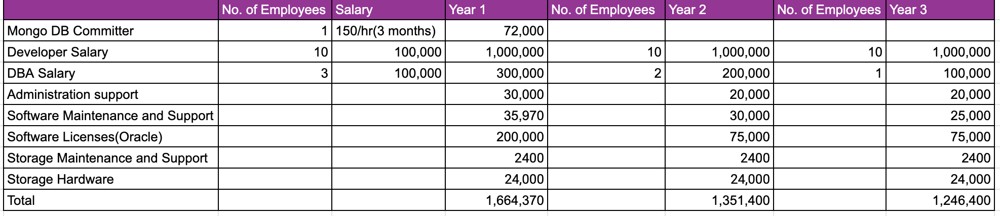 No. of Employees Salary Year 1 No. of Employees Year 2 No. of Employees Year 3
Mongo DB Committer 1 150/hr(3 months) 72,000
Developer Salary 10 100,000 1,000,000 10 1,000,000 10 1,000,000
DBA Salary 3 100,000 300,000 2 200,000 1 100,000
Administration support 30,000 20,000 20,000
Software Maintenance and Support 35,970 30,000 25,000
Software Licenses(Oracle) 200,000 75,000 75,000
Storage Maintenance and Support 2400 2400 2400
Storage Hardware 24,000 24,000 24,000
Total 1,664,370 1,351,400 1,246,400